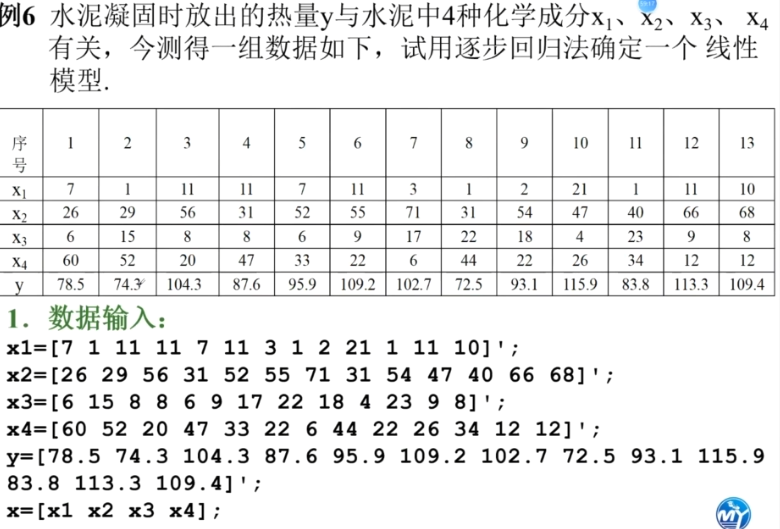 例6 水泥凝固时放出的热量y与水泥中4种化学成分x₁、x₂、x₃、 x₄
有关，今测得一组数据如下，试用逐步回归法确定一个 线性
模型.
序号 1 2 3 4 5 6 7 8 9 10 11 12 13
x₁ 7 1 11 11 7 11 3 1 2 21 1 11 10
x₂ 26 29 56 31 52 55 71 31 54 47 40 66 68
x₃ 6 15 8 8 6 9 17 22 18 4 23 9 8
x₄ 60 52 20 47 33 22 6 44 22 26 34 12 12
y 78.5 74.3 104.3 87.6 95.9 109.2 102.7 72.5 93.1 115.9 83.8 113.3 109.4
1. 数据输入：
x1=[7 1 11 11 7 11 3 1 2 21 1 11 10]';
x2=[26 29 56 31 52 55 71 31 54 47 40 66 68]';
x3=[6 15 8 8 6 9 17 22 18 4 23 9 8]';
x4=[60 52 20 47 33 22 6 44 22 26 34 12 12]';
y=[78.5 74.3 104.3 87.6 95.9 109.2 102.7 72.5 93.1 115.9
83.8 113.3 109.4]';
x=[x1 x2 x3 x4];
MY